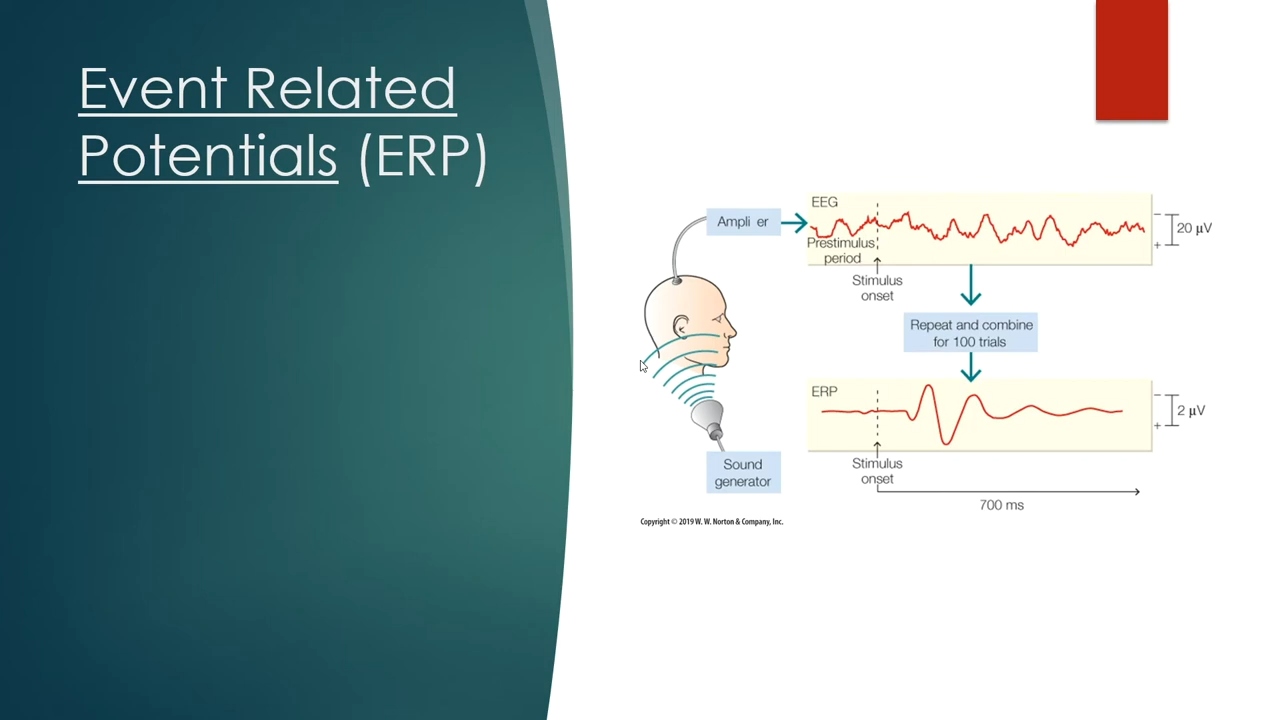 Event Related
Potentials (ERP)
Ampli er
EEG
Prestimulus
period
Stimulus
onset
- 20 µV
+
Repeat and combine
for 100 trials
ERP
- 2 µV
+
Stimulus
onset
700 ms
Sound
generator
Copyright © 2019 W. W. Norton & Company, Inc.